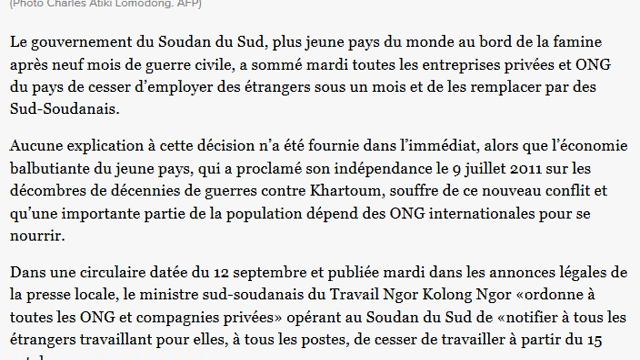 (Photo Charles Atiki Lomodong. AFP)
Le gouvernement du Soudan du Sud, plus jeune pays du monde au bord de la famine
après neuf mois de guerre civile, a sommé mardi toutes les entreprises privées et ONG
du pays de cesser d’employer des étrangers sous un mois et de les remplacer par des
Sud-Soudanais.
Aucune explication à cette décision n’a été fournie dans l’immédiat, alors que l’économie
balbutiante du jeune pays, qui a proclamé son indépendance le 9 juillet 2011 sur les
décombres de décennies de guerres contre Khartoum, souffre de ce nouveau conflit et
qu’une importante partie de la population dépend des ONG internationales pour se
nourrir.
Dans une circulaire datée du 12 septembre et publiée mardi dans les annonces légales de
la presse locale, le ministre sud-soudanais du Travail Ngor Kolong Ngor «ordonne à
toutes les ONG et compagnies privées» opérant au Soudan du Sud de «notifier à tous les
étrangers travaillant pour elles, à tous les postes, de cesser de travailler à partir du 15